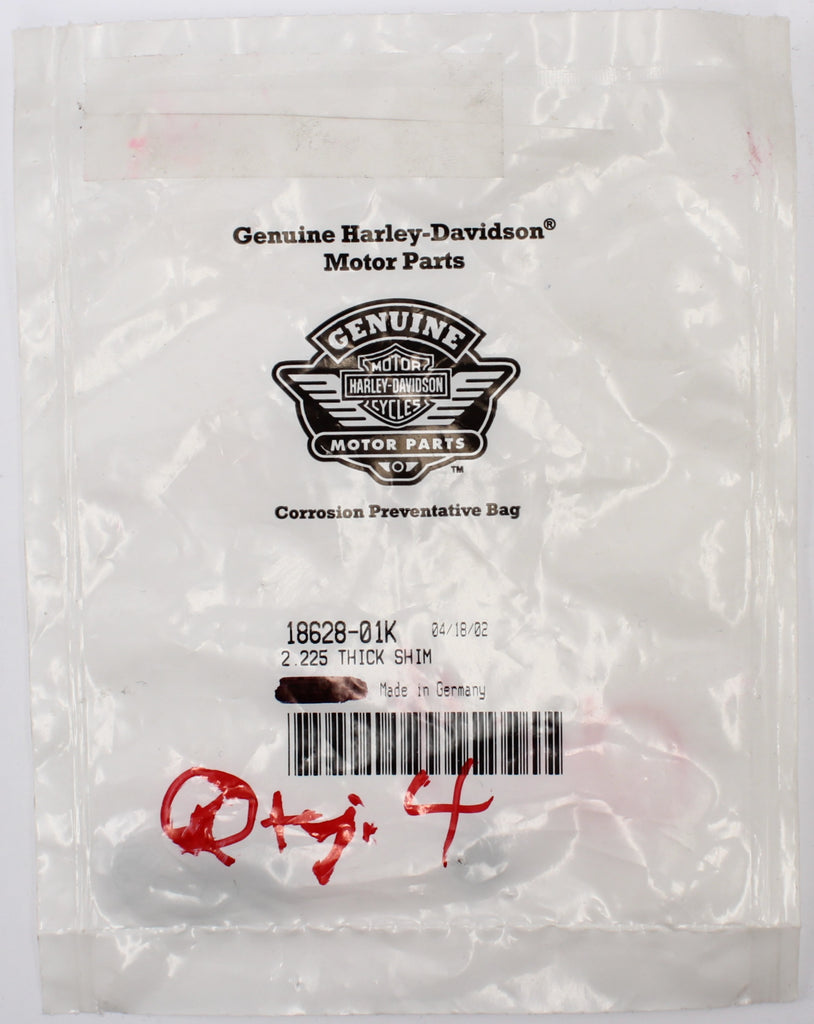 Genuine Harley-Davidson®
Motor Parts
GENUINE
MOTOR
HARLEY-DAVIDSON
CYCLES
MOTOR PARTS
™
Corrosion Preventative Bag
18628-01K 04/18/02
2.225 THICK SHIM
Made in Germany
Qty. 4